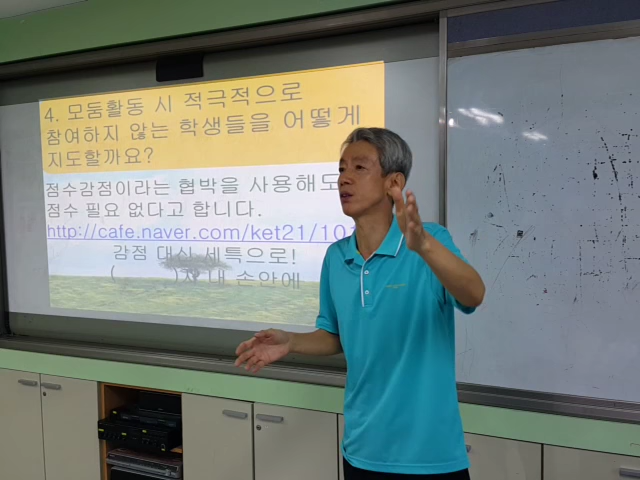 4. 모둠활동 시 적극적으로
참여하지 않는 학생들을 어떻게
지도할까요?
점수감점이라는 협박을 사용해도
점수 필요 없다고 합니다.
http://cafe.naver.com/ket21/10
감점 대신 세특으로!
( )자 내 손안에